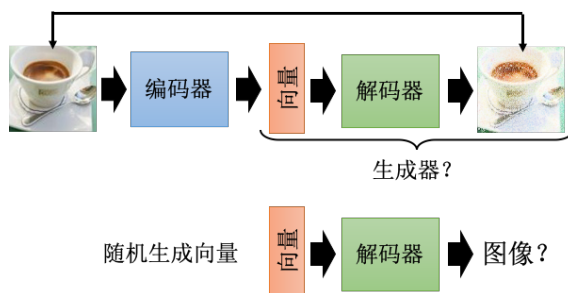 编码器
向量
解码器
生成器？
随机生成向量
向量
解码器
图像？